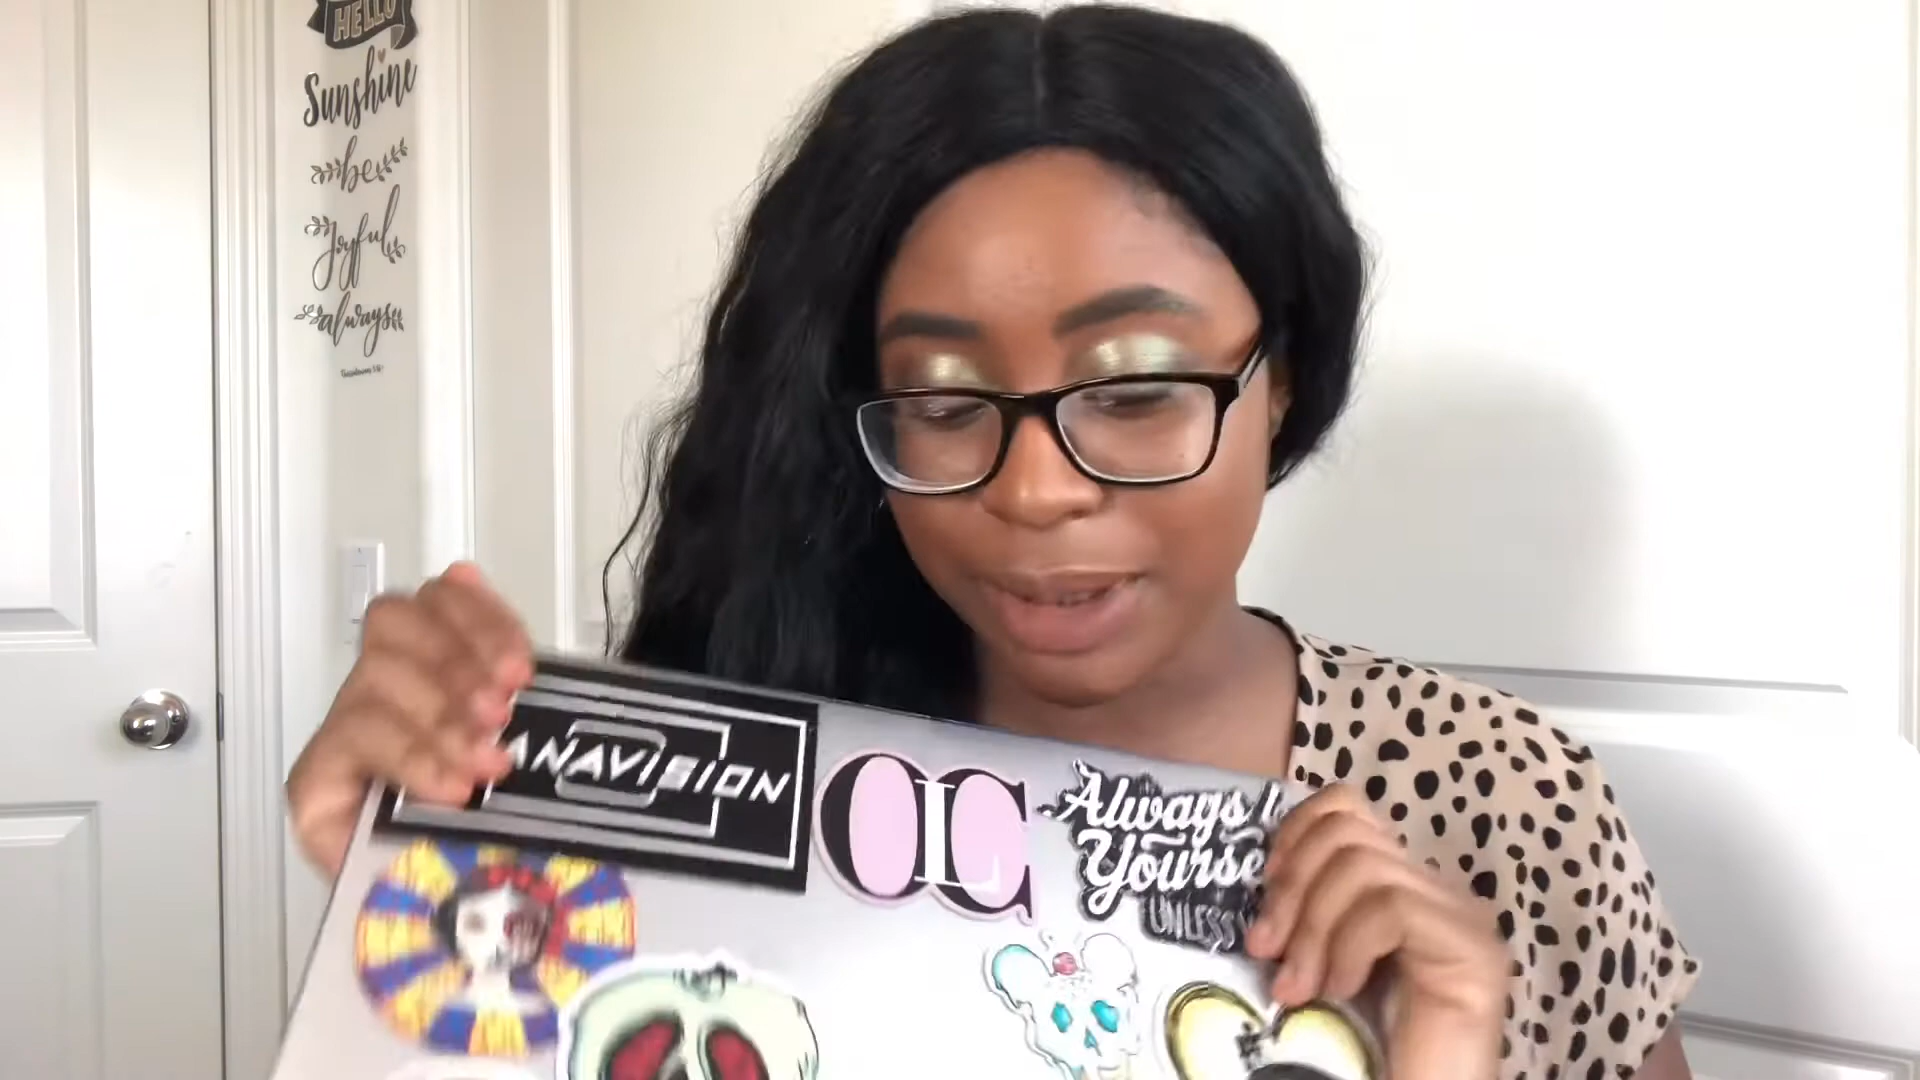 HELLO
Sunshine
be
joyful
always
ANAVISION
OLC
Always
Yourse
UNLESS